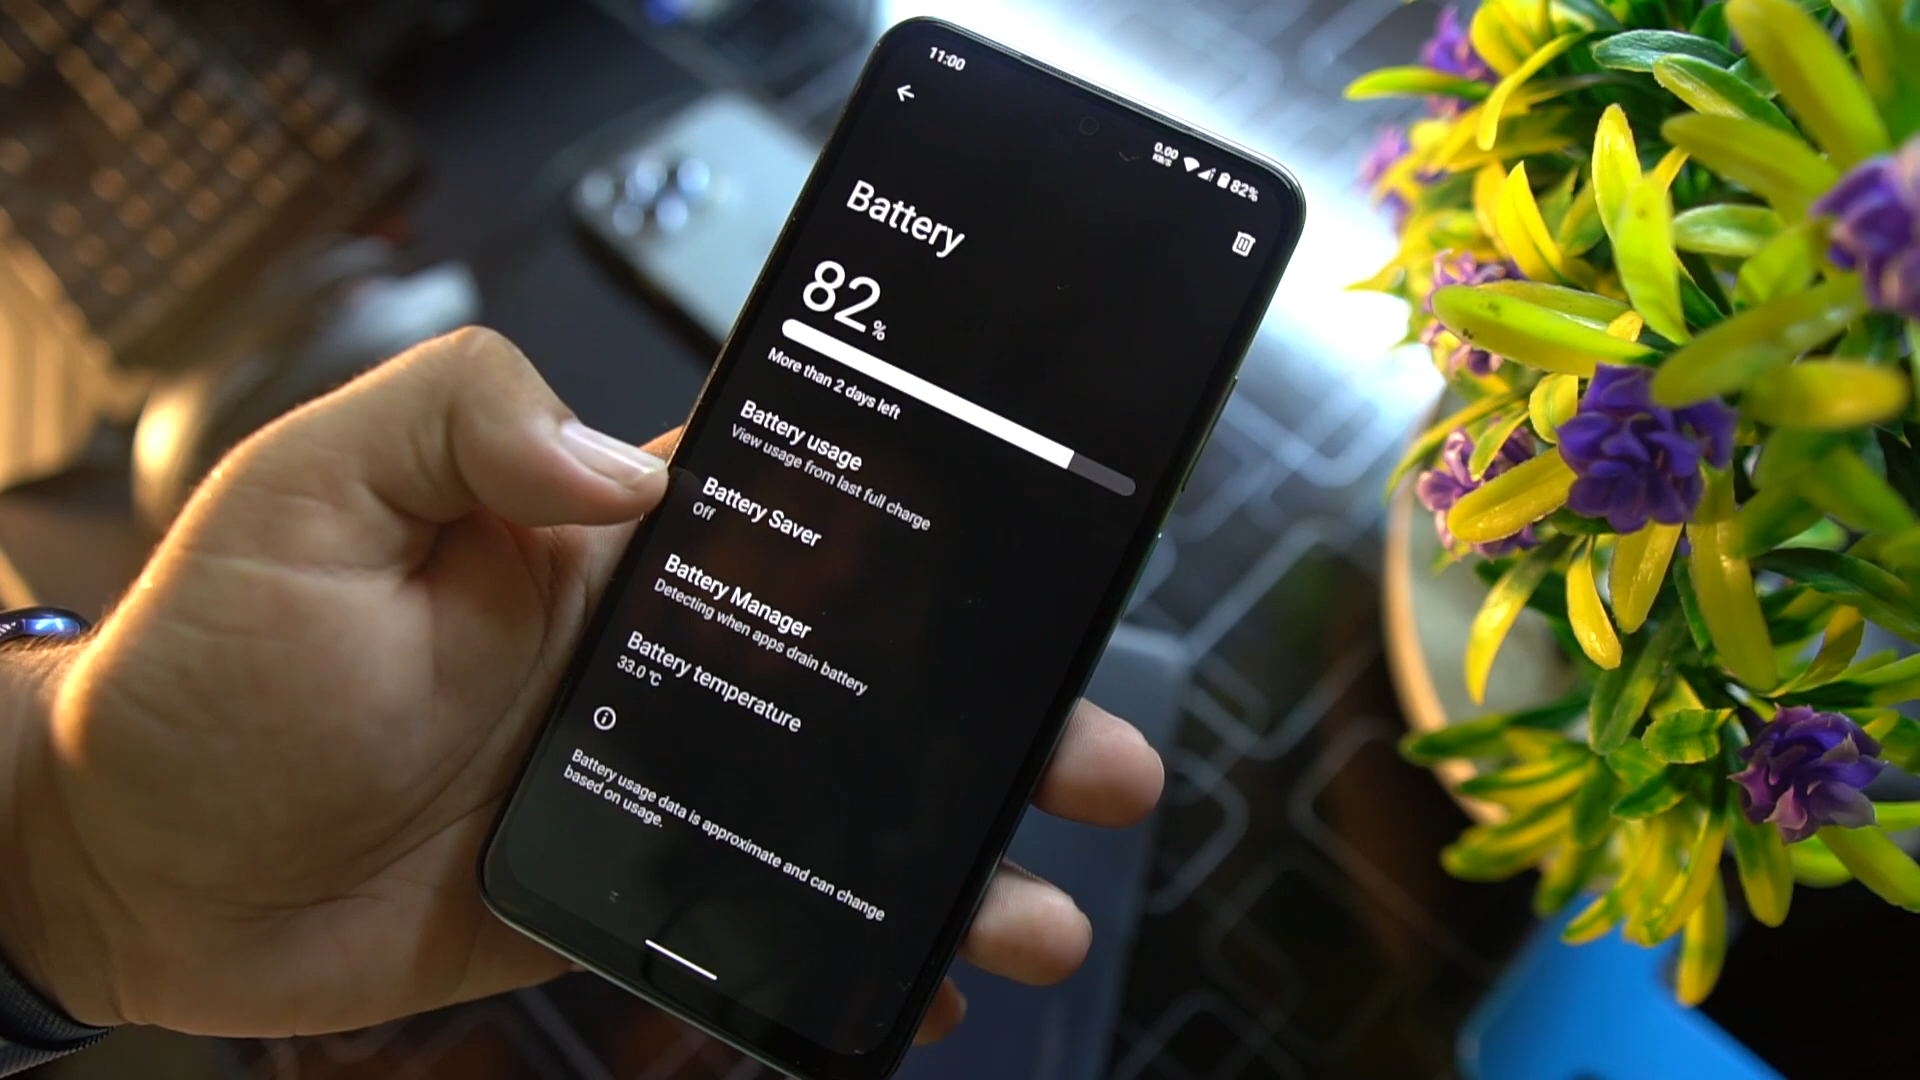 11:00
0.00
KB/S
82%
Battery
82%
More than 2 days left
Battery usage
View usage from last full charge
Battery Saver
Off
Battery Manager
Detecting when apps drain battery
Battery temperature
33.0 °C
Battery usage data is approximate and can change
based on usage.